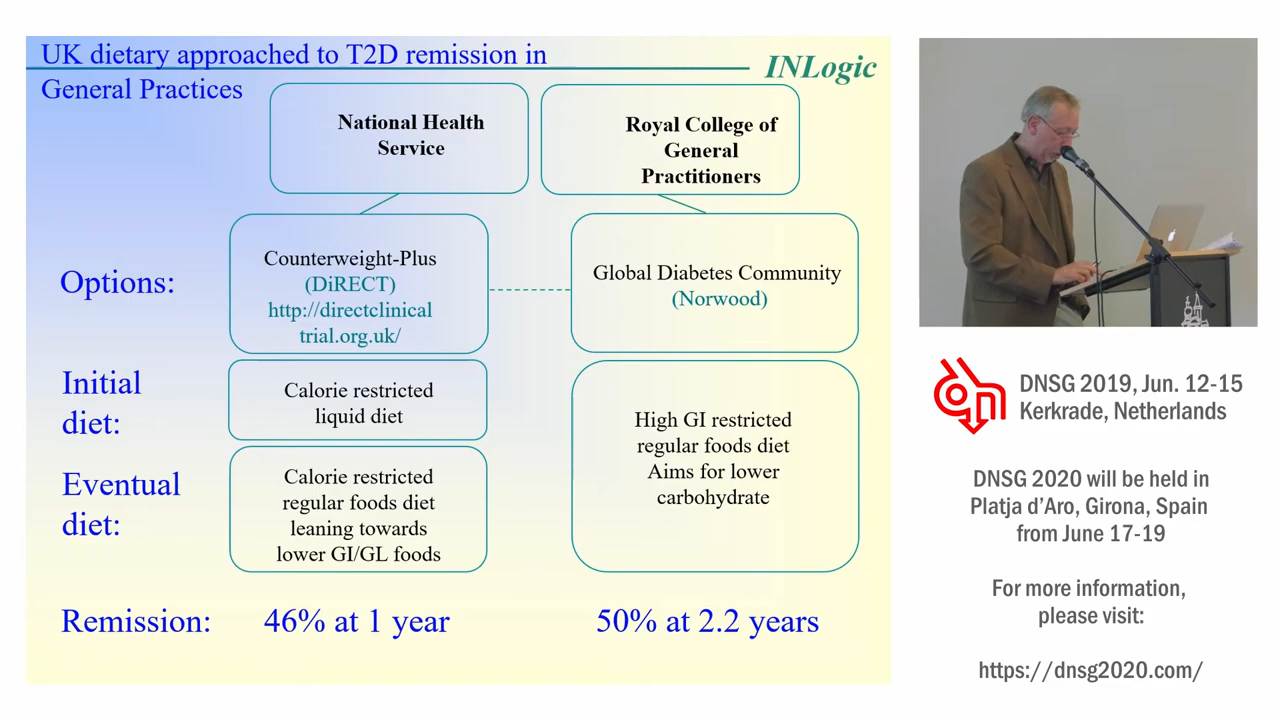 UK dietary approached to T2D remission in
General Practices
INLogic
National Health
Service
Royal College of
General
Practitioners
Options:
Counterweight-Plus
(DiRECT)
http://directclinical
trial.org.uk/
Global Diabetes Community
(Norwood)
Initial
diet:
Calorie restricted
liquid diet
High GI restricted
regular foods diet
Aims for lower
carbohydrate
Eventual
diet:
Calorie restricted
regular foods diet
leaning towards
lower GI/GL foods
Remission:
46% at 1 year
50% at 2.2 years
DNSG 2019, Jun. 12-15
Kerkrade, Netherlands
DNSG 2020 will be held in
Platja d’Aro, Girona, Spain
from June 17-19
For more information,
please visit:
https://dnsg2020.com/